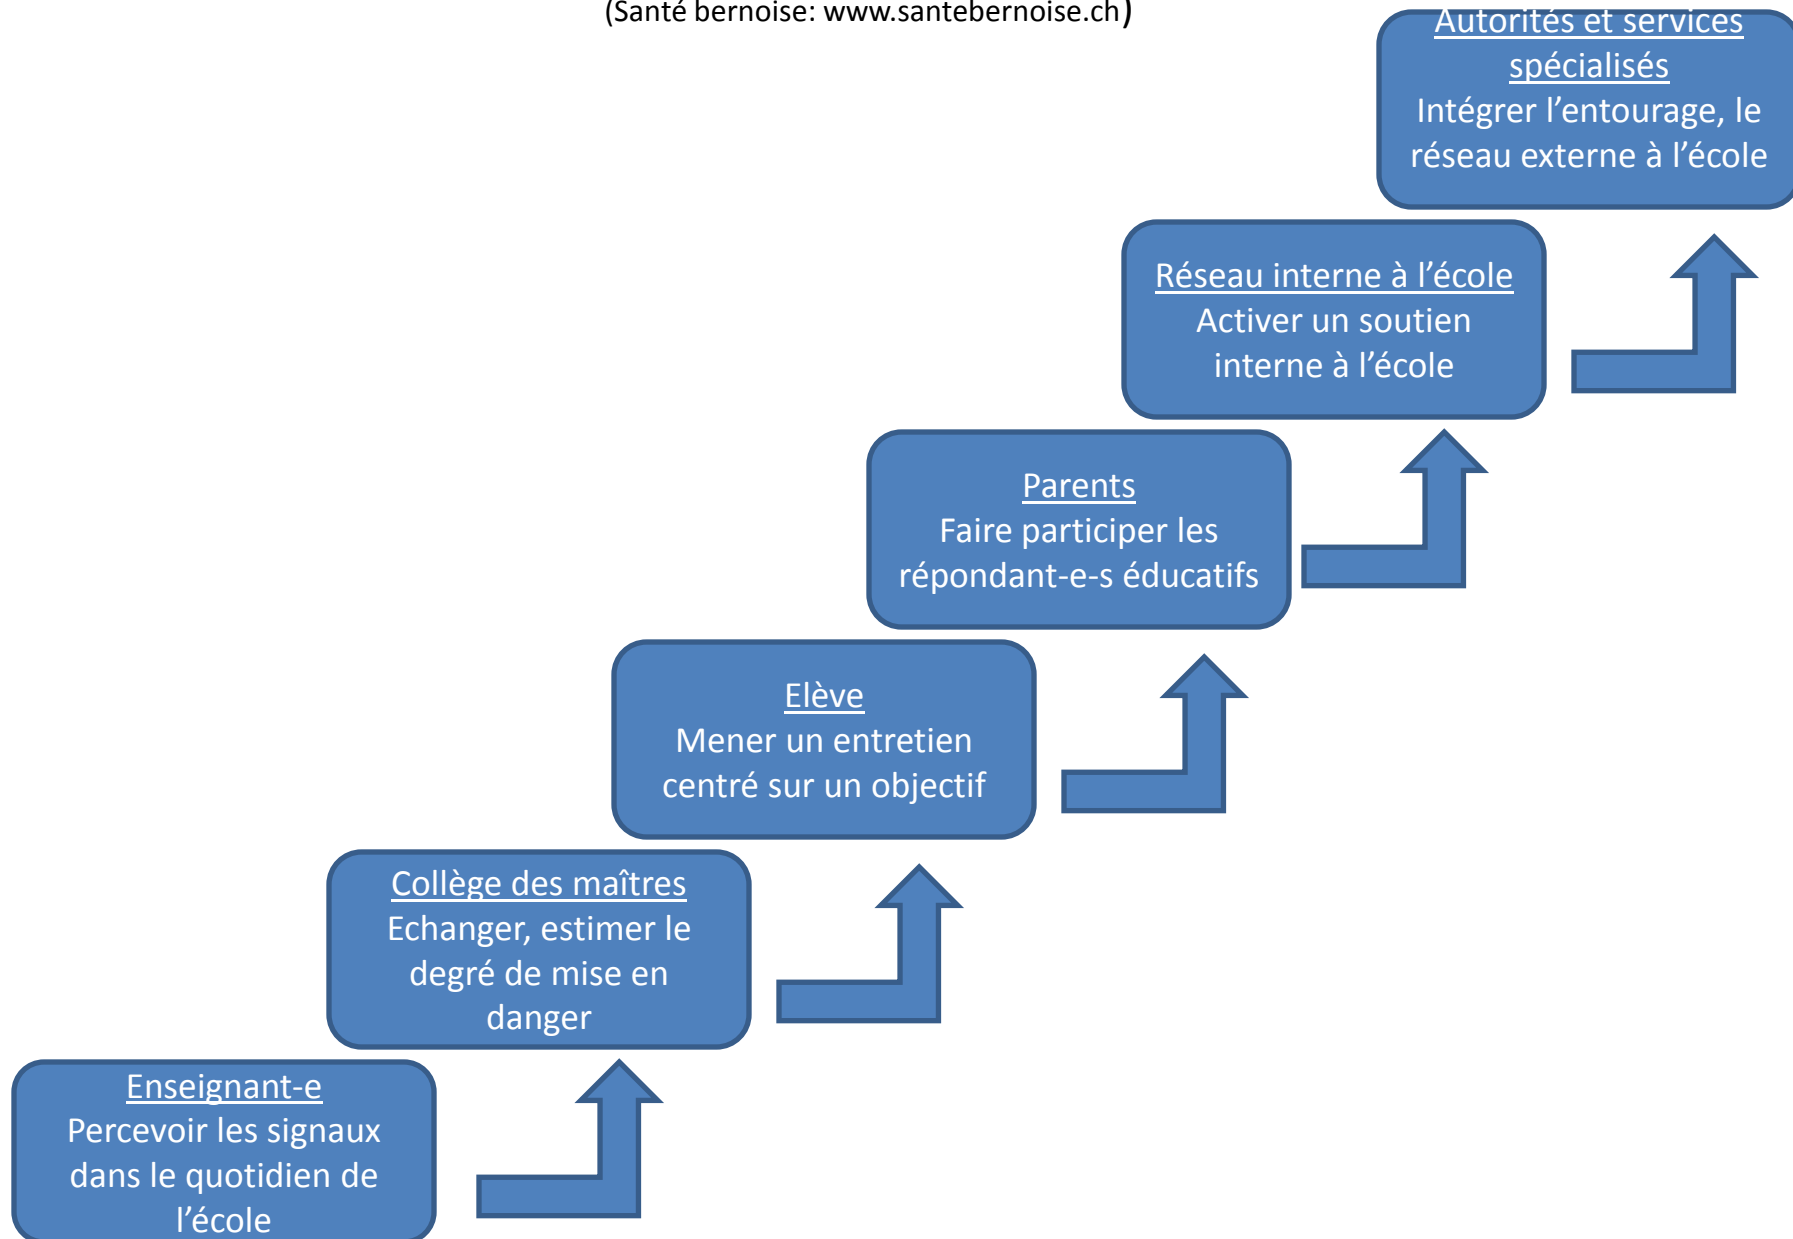 (Santé bernoise: www.santebernoise.ch)
Autorités et services
spécialisés
Intégrer l’entourage, le
réseau externe à l’école
Réseau interne à l’école
Activer un soutien
interne à l’école
Parents
Faire participer les
répondant-e-s éducatifs
Elève
Mener un entretien
centré sur un objectif
Collège des maîtres
Echanger, estimer le
degré de mise en
danger
Enseignant-e
Percevoir les signaux
dans le quotidien de
l’école